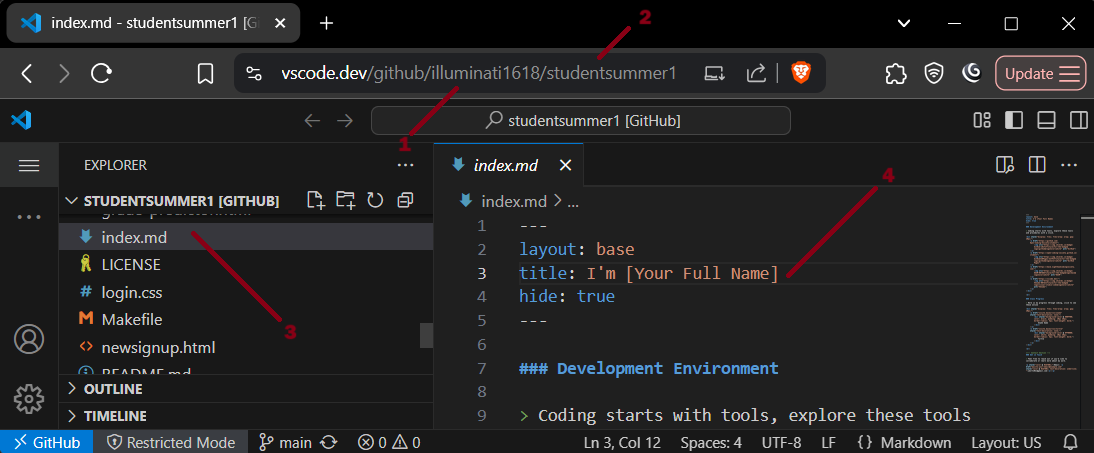 index.md - studentsummer1 [G
2
vscode.dev/github/illuminati1618/studentsummer1
Update
studentsummer1 [GitHub]
1
EXPLORER
index.md
4
STUDENTSUMMER1 [GITHUB]
index.md > ...
index.md
LICENSE
login.css
Makefile
3
newsignup.html
README.md
OUTLINE
TIMELINE
1 ---
2 layout: base
3 title: I'm [Your Full Name]
4 hide: true
5 ---
6
7 ### Development Environment
8
9 > Coding starts with tools, explore these tools
GitHub Restricted Mode main 0 0 Ln 3, Col 12 Spaces: 4 UTF-8 LF {} Markdown Layout: US